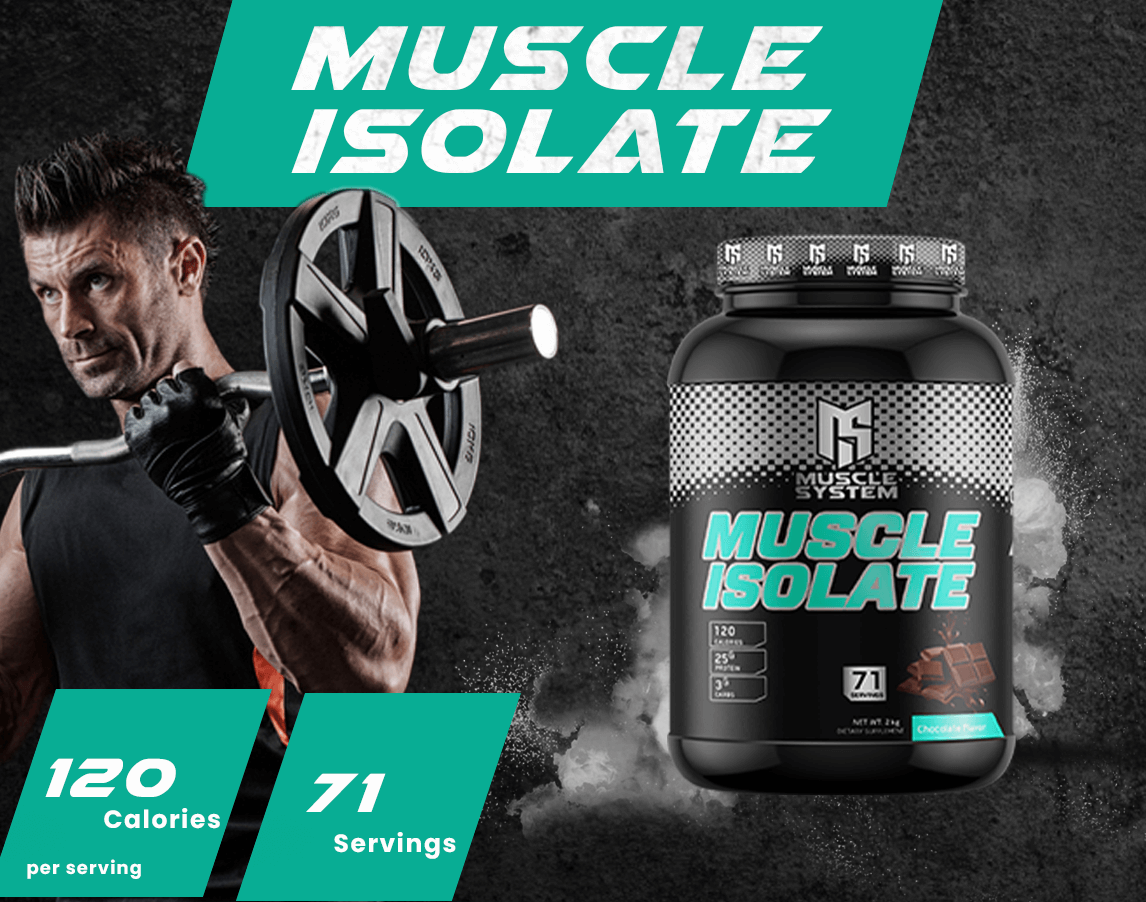 MUSCLE
ISOLATE
MUSCLE
SYSTEM
MUSCLE
ISOLATE
120
CALORIES
25G
PROTEIN
3G
CARBS
71
SERVINGS
NET WT. 2kg
DIETARY SUPPLEMENT
Chocolate Flavor
120
Calories
per serving
71
Servings